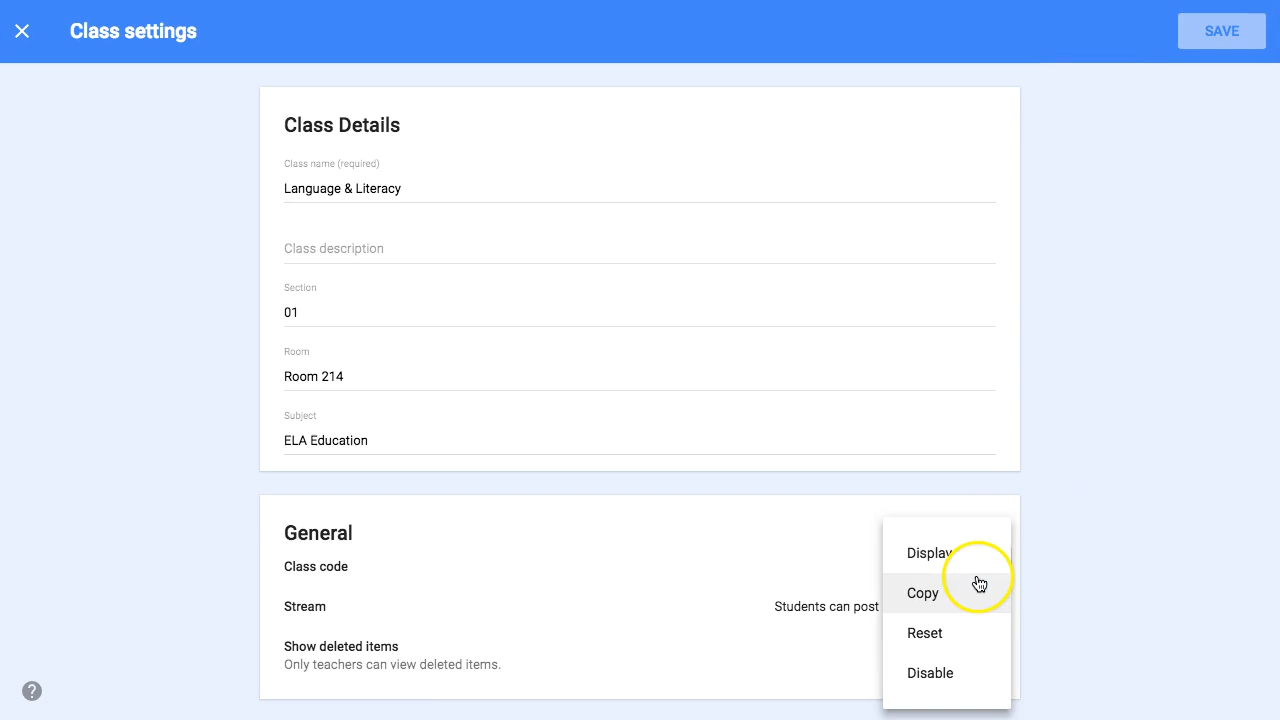 Class settings
SAVE
Class Details
Class name (required)
Language & Literacy
Class description
Section
01
Room
Room 214
Subject
ELA Education
General
Class code
Stream
Students can post
Show deleted items
Only teachers can view deleted items.
Display
Copy
Reset
Disable
?